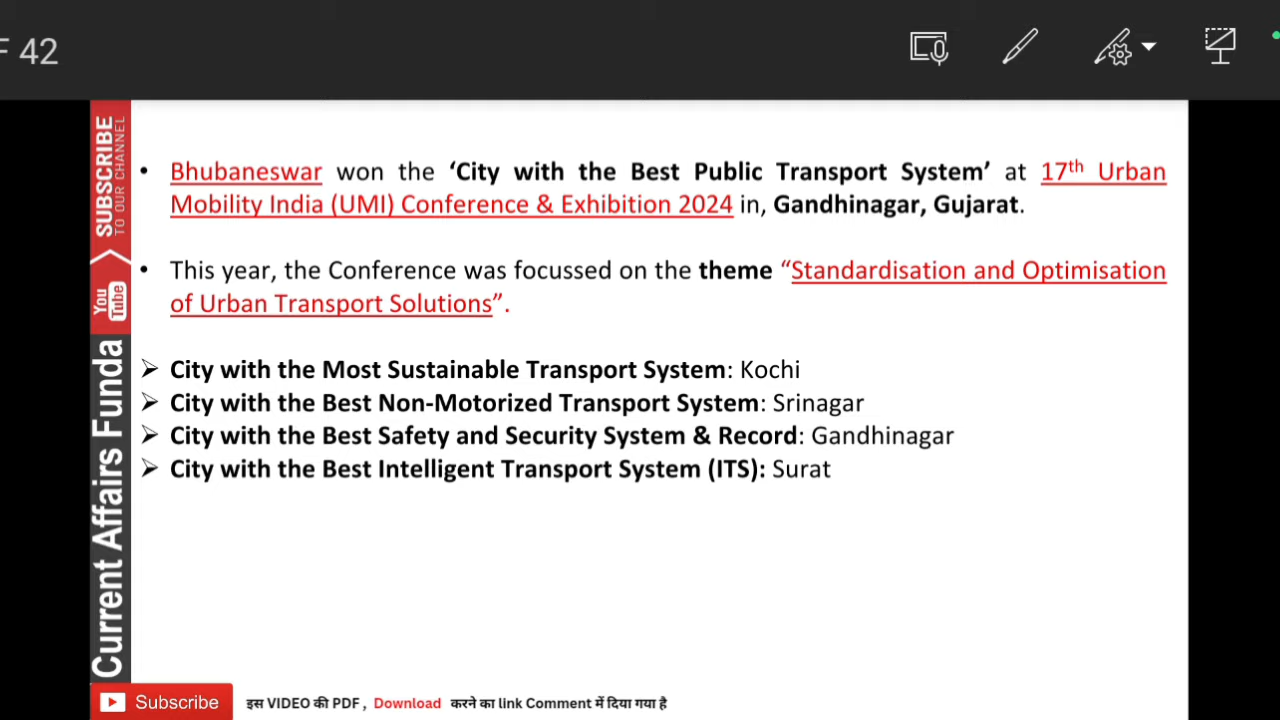 F 42
SUBSCRIBE
TO OUR CHANNEL
You Tube
Current Affairs Funda
• Bhubaneswar won the ‘City with the Best Public Transport System’ at 17th Urban
Mobility India (UMI) Conference & Exhibition 2024 in, Gandhinagar, Gujarat.
• This year, the Conference was focussed on the theme “Standardisation and Optimisation
of Urban Transport Solutions”.
➢ City with the Most Sustainable Transport System: Kochi
➢ City with the Best Non-Motorized Transport System: Srinagar
➢ City with the Best Safety and Security System & Record: Gandhinagar
➢ City with the Best Intelligent Transport System (ITS): Surat
Subscribe इस VIDEO की PDF , Download करने का link Comment में दिया गया है